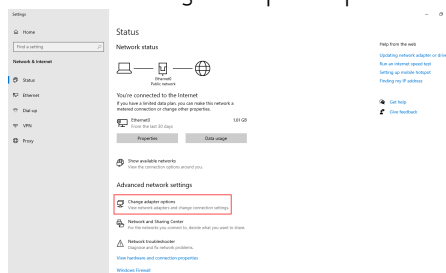 Settings
Home
Find a setting
Network & Internet
Status
Ethernet
Dial-up
VPN
Proxy
Status
Network status
Ethernet0
Public network
You're connected to the Internet
If you have a limited data plan, you can make this network a
metered connection or change other properties.
Ethernet0
From the last 30 days
1.61 GB
Properties
Data usage
Show available networks
View the connection options around you.
Advanced network settings
Change adapter options
View network adapters and change connection settings.
Network and Sharing Center
For the networks you connect to, decide what you want to share.
Network troubleshooter
Diagnose and fix network problems.
View hardware and connection properties
Windows Firewall
Help from the web
Updating network adapter or drive
Run an internet speed test
Setting up mobile hotspot
Finding my IP address
Get help
Give feedback